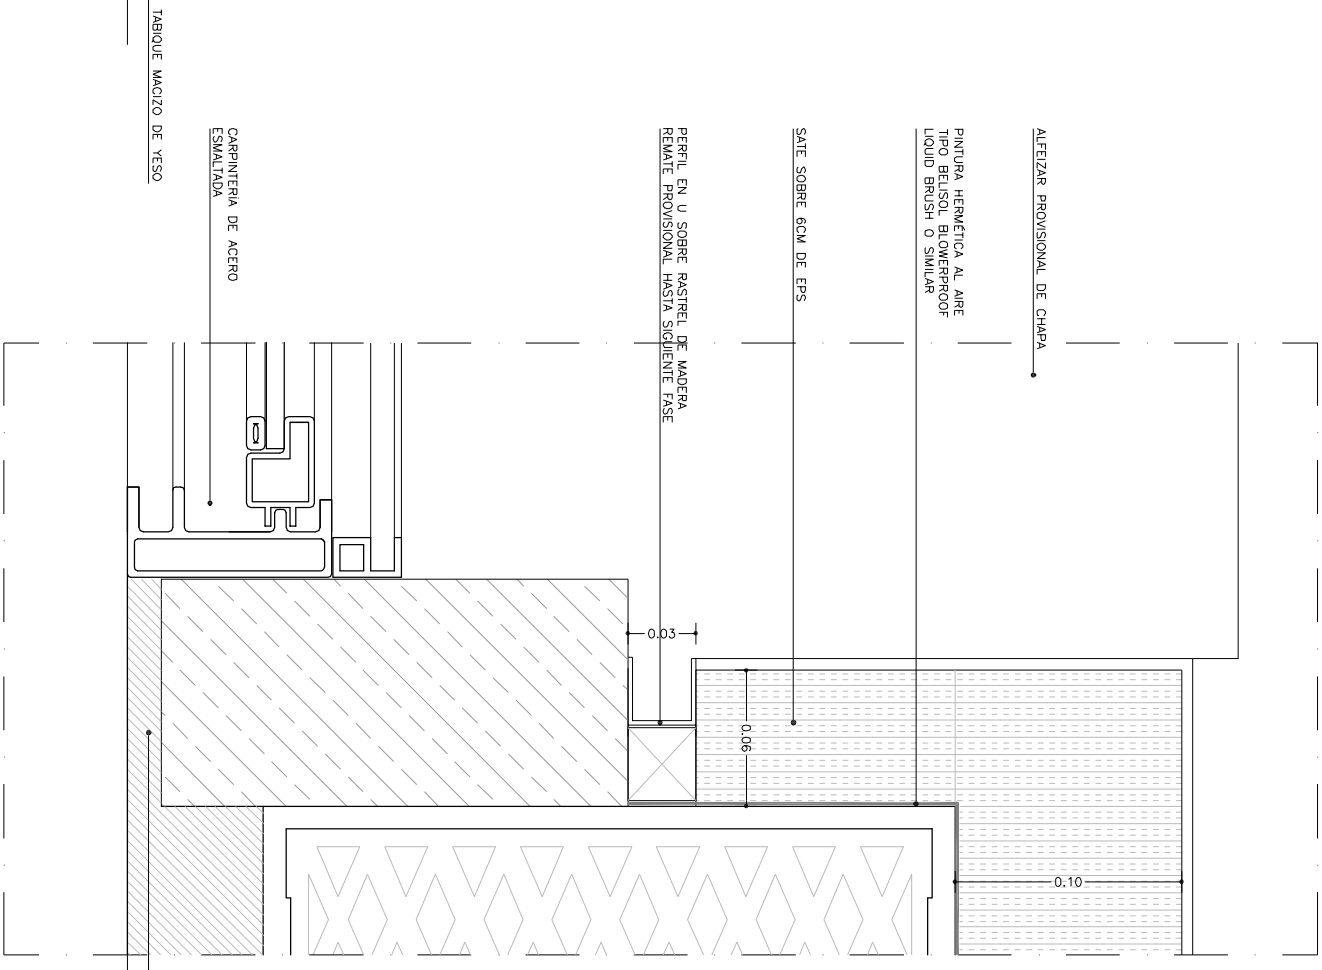 TABIQUE MACIZO DE YESO
CARPINTERÍA DE ACERO
ESMALTADA
PERFIL EN U SOBRE RASTREL DE MADERA
REMATE PROVISIONAL HASTA SIGUIENTE FASE
SATE SOBRE 6CM DE EPS
PINTURA HERMÉTICA AL AIRE
TIPO BELISOL BLOWERPROOF
LIQUID BRUSH O SIMILAR
ALFEIZAR PROVISIONAL DE CHAPA
0.03
0.06
0.10